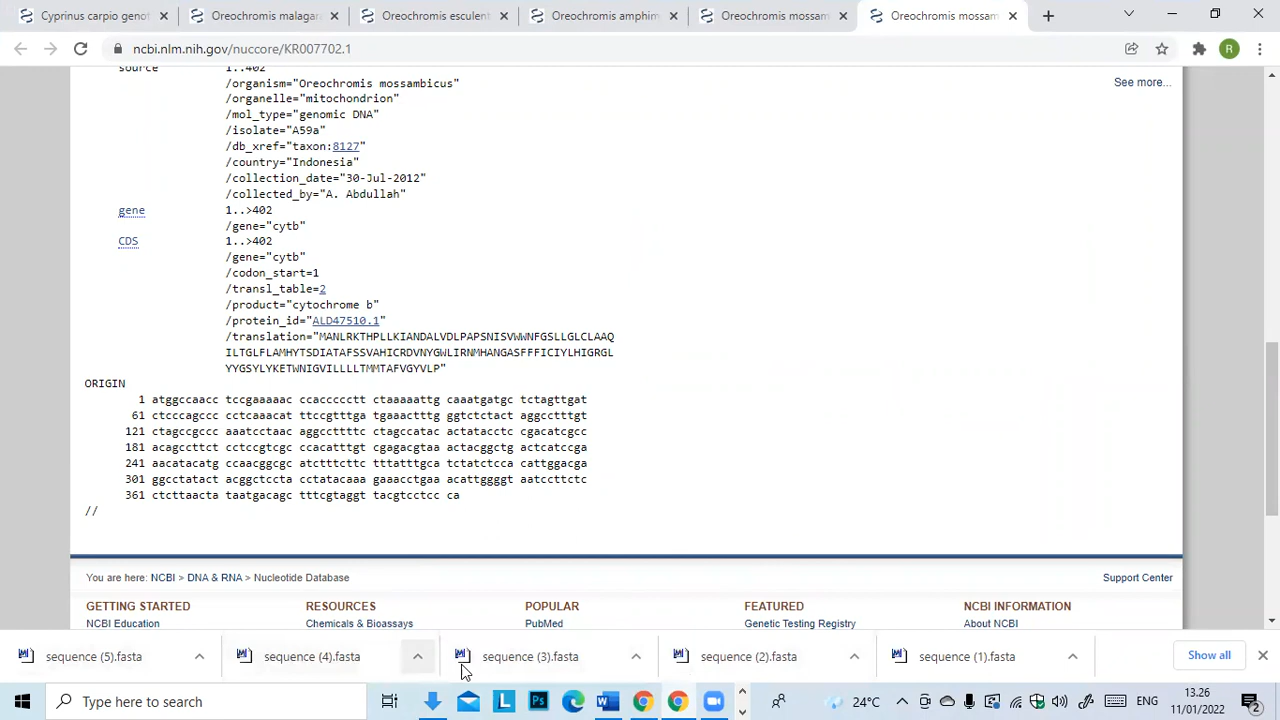 Cyprinus carpio genot
Oreochromis malagar
Oreochromis esculent
Oreochromis amphim
Oreochromis mossam
Oreochromis mossam
ncbi.nlm.nih.gov/nuccore/KR007702.1
R
source 1..402
/organism="Oreochromis mossambicus"
See more...
/organelle="mitochondrion"
/mol_type="genomic DNA"
/isolate="A59a"
/db_xref="taxon:8127"
/country="Indonesia"
/collection_date="30-Jul-2012"
/collected_by="A. Abdullah"
gene 1..>402
/gene="cytb"
CDS 1..>402
/gene="cytb"
/codon_start=1
/transl_table=2
/product="cytochrome b"
/protein_id="ALD47510.1"
/translation="MANLRKTHPLLKIANDALVDLPAPSNISVWWNFGSLLGLCLAAQ
ILTGLFLAMHYTSDIATAFSSVAHICRDVNYGWLIRNMHANGASFFFICIYLHIGRGL
YYGSYLYKETWNIGVILLLLTMMTAFVGYVLP"
ORIGIN
1 atggccaacc tccgaaaaac ccaccccctt ctaaaaattg caaatgatgc tctagttgat
61 ctcccagccc cctcaaacat ttccgtttga tgaaactttg ggtctctact aggcctttgt
121 ctagccgccc aaatcctaac aggccttttc ctagccatac actatacctc cgacatcgcc
181 acagccttct cctccgtcgc ccacatttgt cgagacgtaa actacggctg actcatccga
241 aacatacatg ccaacggcgc atctttcttc tttatttgca tctatctcca cattggacga
301 ggcctatact acggctccta cctatacaaa gaaacctgaa acattggggt aatccttctc
361 ctcttaacta taatgacagc tttcgtaggt tacgtcctcc ca
//
You are here: NCBI > DNA & RNA > Nucleotide Database
Support Center
GETTING STARTED
RESOURCES
POPULAR
FEATURED
NCBI INFORMATION
NCBI Education
Chemicals & Bioassays
PubMed
Genetic Testing Registry
About NCBI
sequence (5).fasta
sequence (4).fasta
sequence (3).fasta
sequence (2).fasta
sequence (1).fasta
Show all
Type here to search
L
Ps
24°C
ENG
13.26
11/01/2022
2